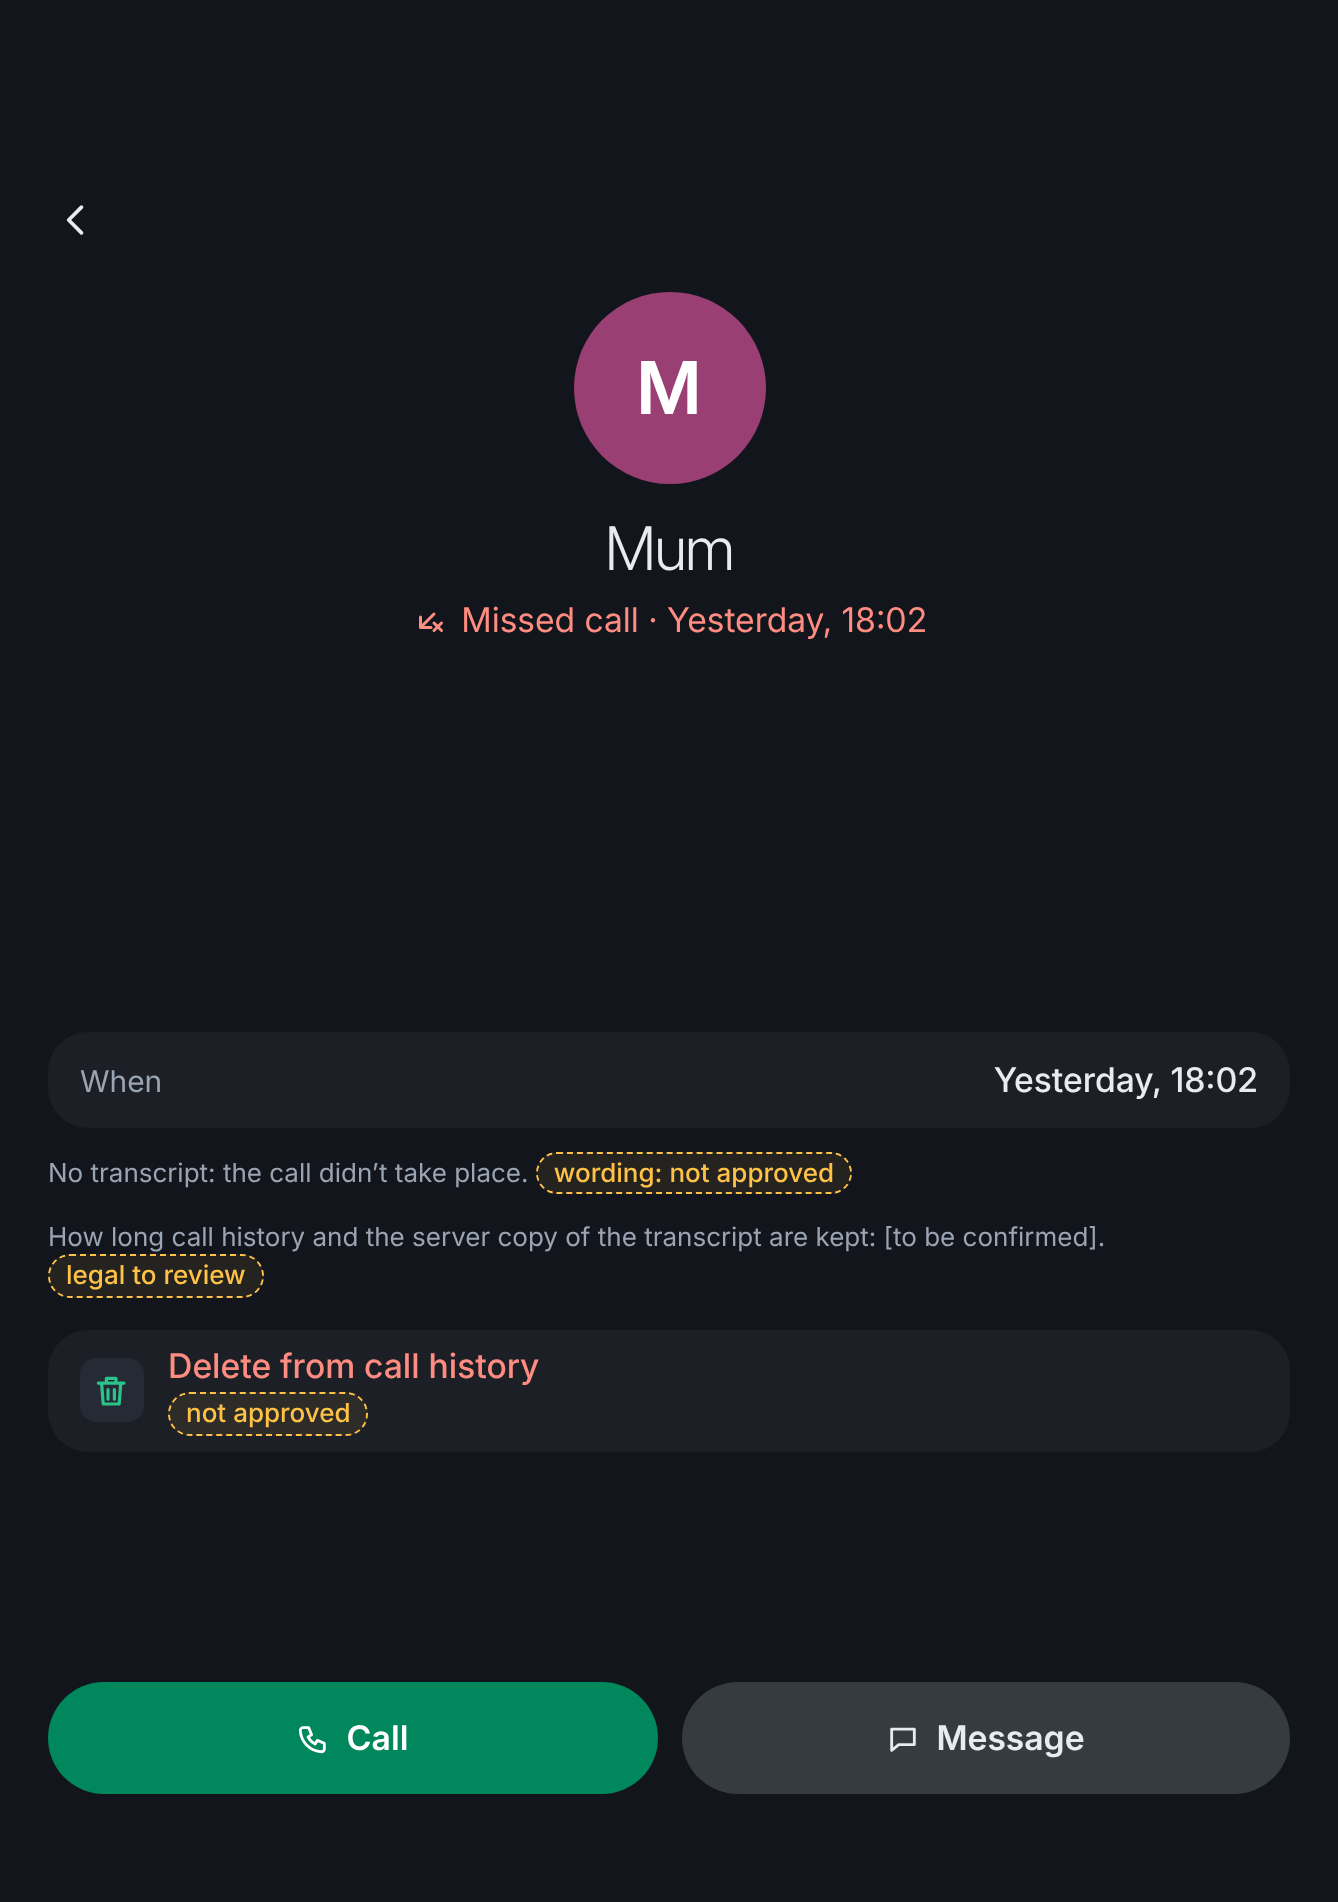 M
Mum
Missed call · Yesterday, 18:02
When Yesterday, 18:02
No transcript: the call didn’t take place. wording: not approved
How long call history and the server copy of the transcript are kept: [to be confirmed].
legal to review
Delete from call history
not approved
Call Message